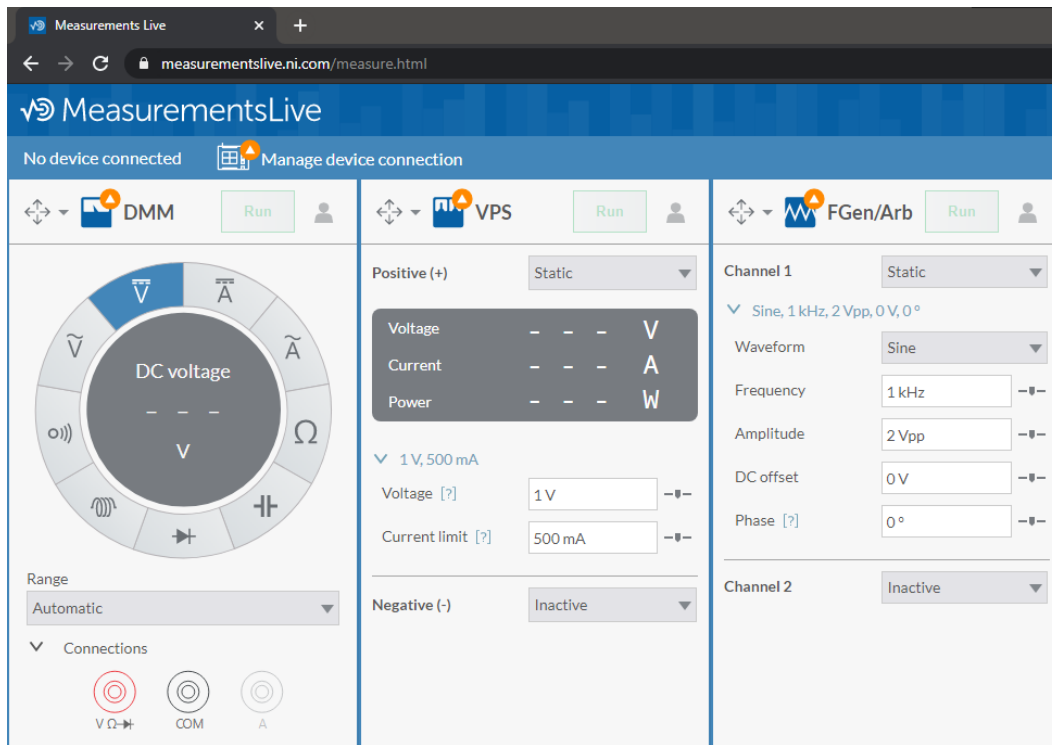 Measurements Live
measurementslive.ni.com/measure.html
MeasurementsLive
No device connected
Manage device connection
DMM
Run
V
A
V
A
DC voltage
– – –
V
Ω
Range
Automatic
Connections
V Ω
COM
A
VPS
Run
Positive (+)
Static
Voltage – – – V
Current – – – A
Power – – – W
1 V, 500 mA
Voltage [?] 1 V
Current limit [?] 500 mA
Negative (-) Inactive
FGen/Arb
Run
Channel 1 Static
Sine, 1 kHz, 2 Vpp, 0 V, 0 °
Waveform Sine
Frequency 1 kHz
Amplitude 2 Vpp
DC offset 0 V
Phase [?] 0 °
Channel 2 Inactive